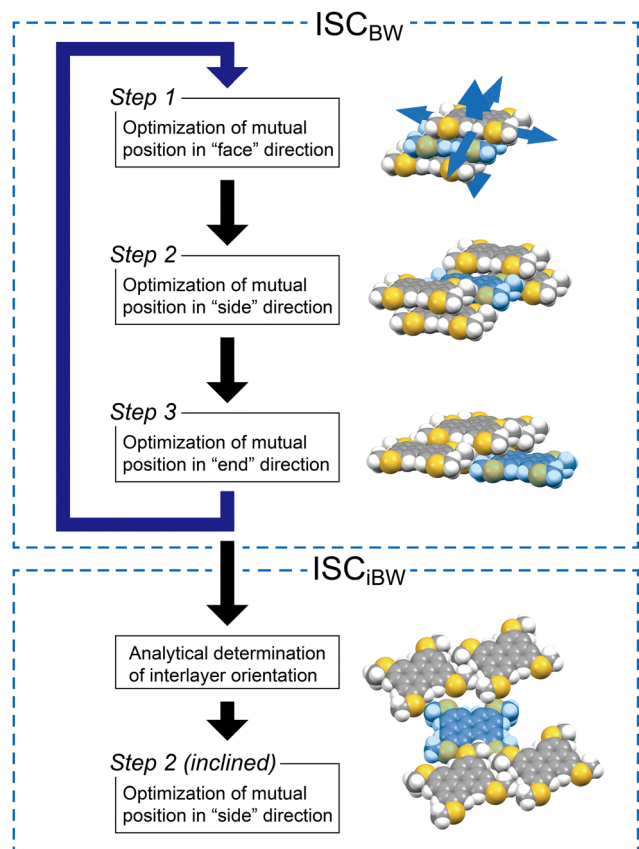 ISC_BW
Step 1
Optimization of mutual
position in “face” direction
Step 2
Optimization of mutual
position in “side” direction
Step 3
Optimization of mutual
position in “end” direction
ISC_iBW
Analytical determination
of interlayer orientation
Step 2 (inclined)
Optimization of mutual
position in “side” direction